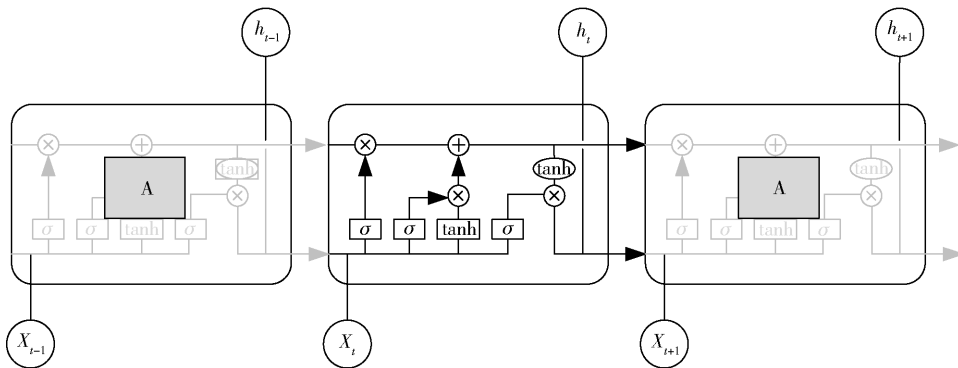 h_{t-1} h_t h_{t+1}
× + tanh × + × + tanh
A tanh × × × A ×
σ σ tanh σ σ σ tanh σ σ σ tanh σ
X_{t-1} X_t X_{t+1}